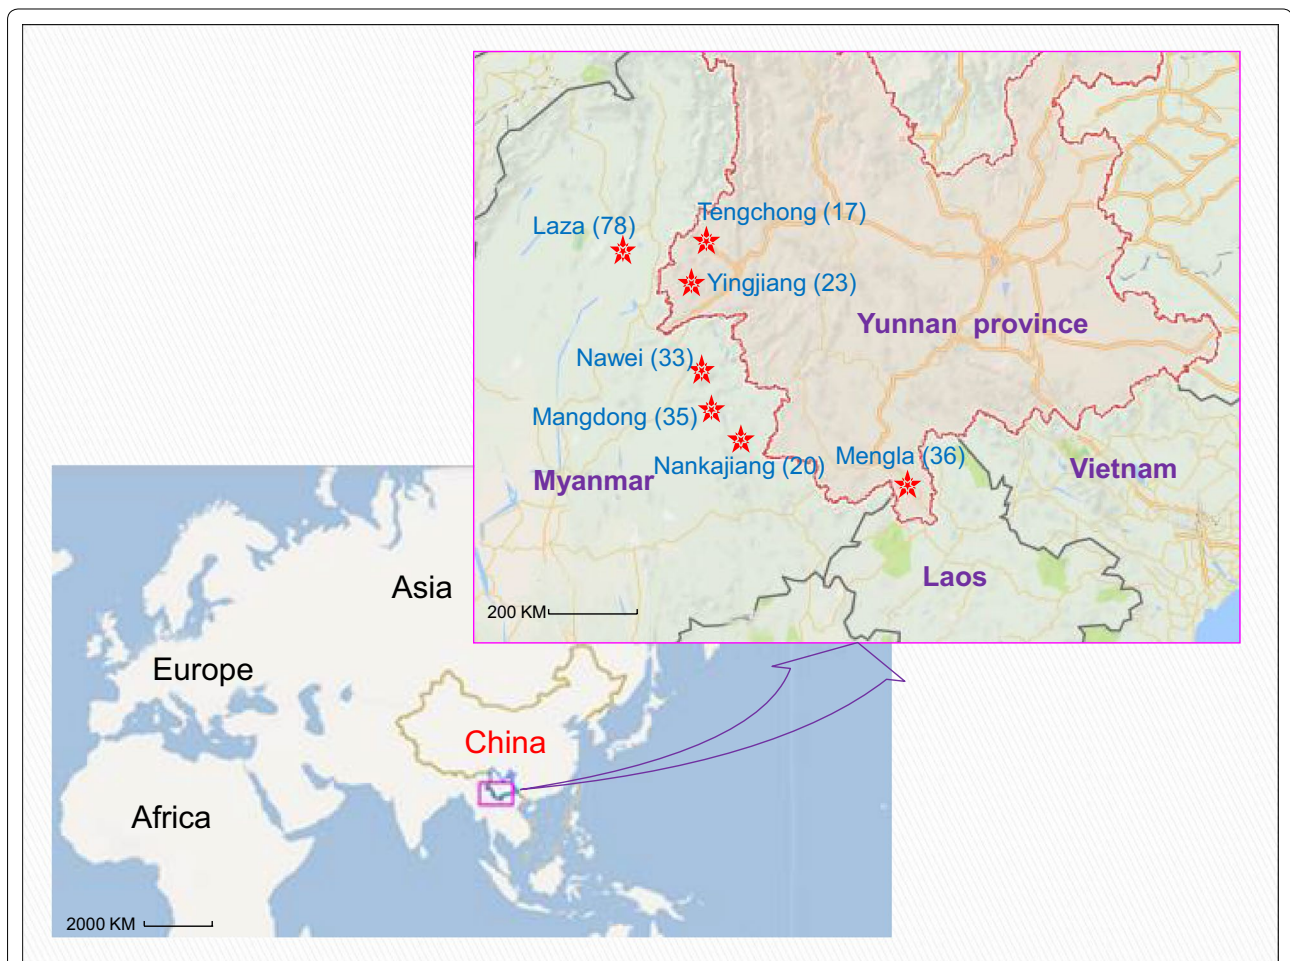 Tengchong (17)
Laza (78)
Yingjiang (23)
Yunnan province
Nawei (33)
Mangdong (35)
Mengla (36)
Nankajiang (20)
Vietnam
Myanmar
Laos
200 KM
Asia
Europe
China
Africa
2000 KM